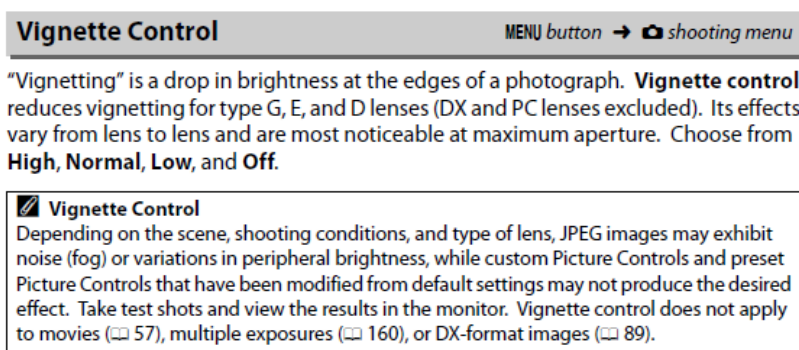 Vignette Control MENU button ➜ shooting menu
“Vignetting” is a drop in brightness at the edges of a photograph. Vignette control
reduces vignetting for type G, E, and D lenses (DX and PC lenses excluded). Its effects
vary from lens to lens and are most noticeable at maximum aperture. Choose from
High, Normal, Low, and Off.
Vignette Control
Depending on the scene, shooting conditions, and type of lens, JPEG images may exhibit
noise (fog) or variations in peripheral brightness, while custom Picture Controls and preset
Picture Controls that have been modified from default settings may not produce the desired
effect. Take test shots and view the results in the monitor. Vignette control does not apply
to movies (🕮 57), multiple exposures (🕮 160), or DX-format images (🕮 89).